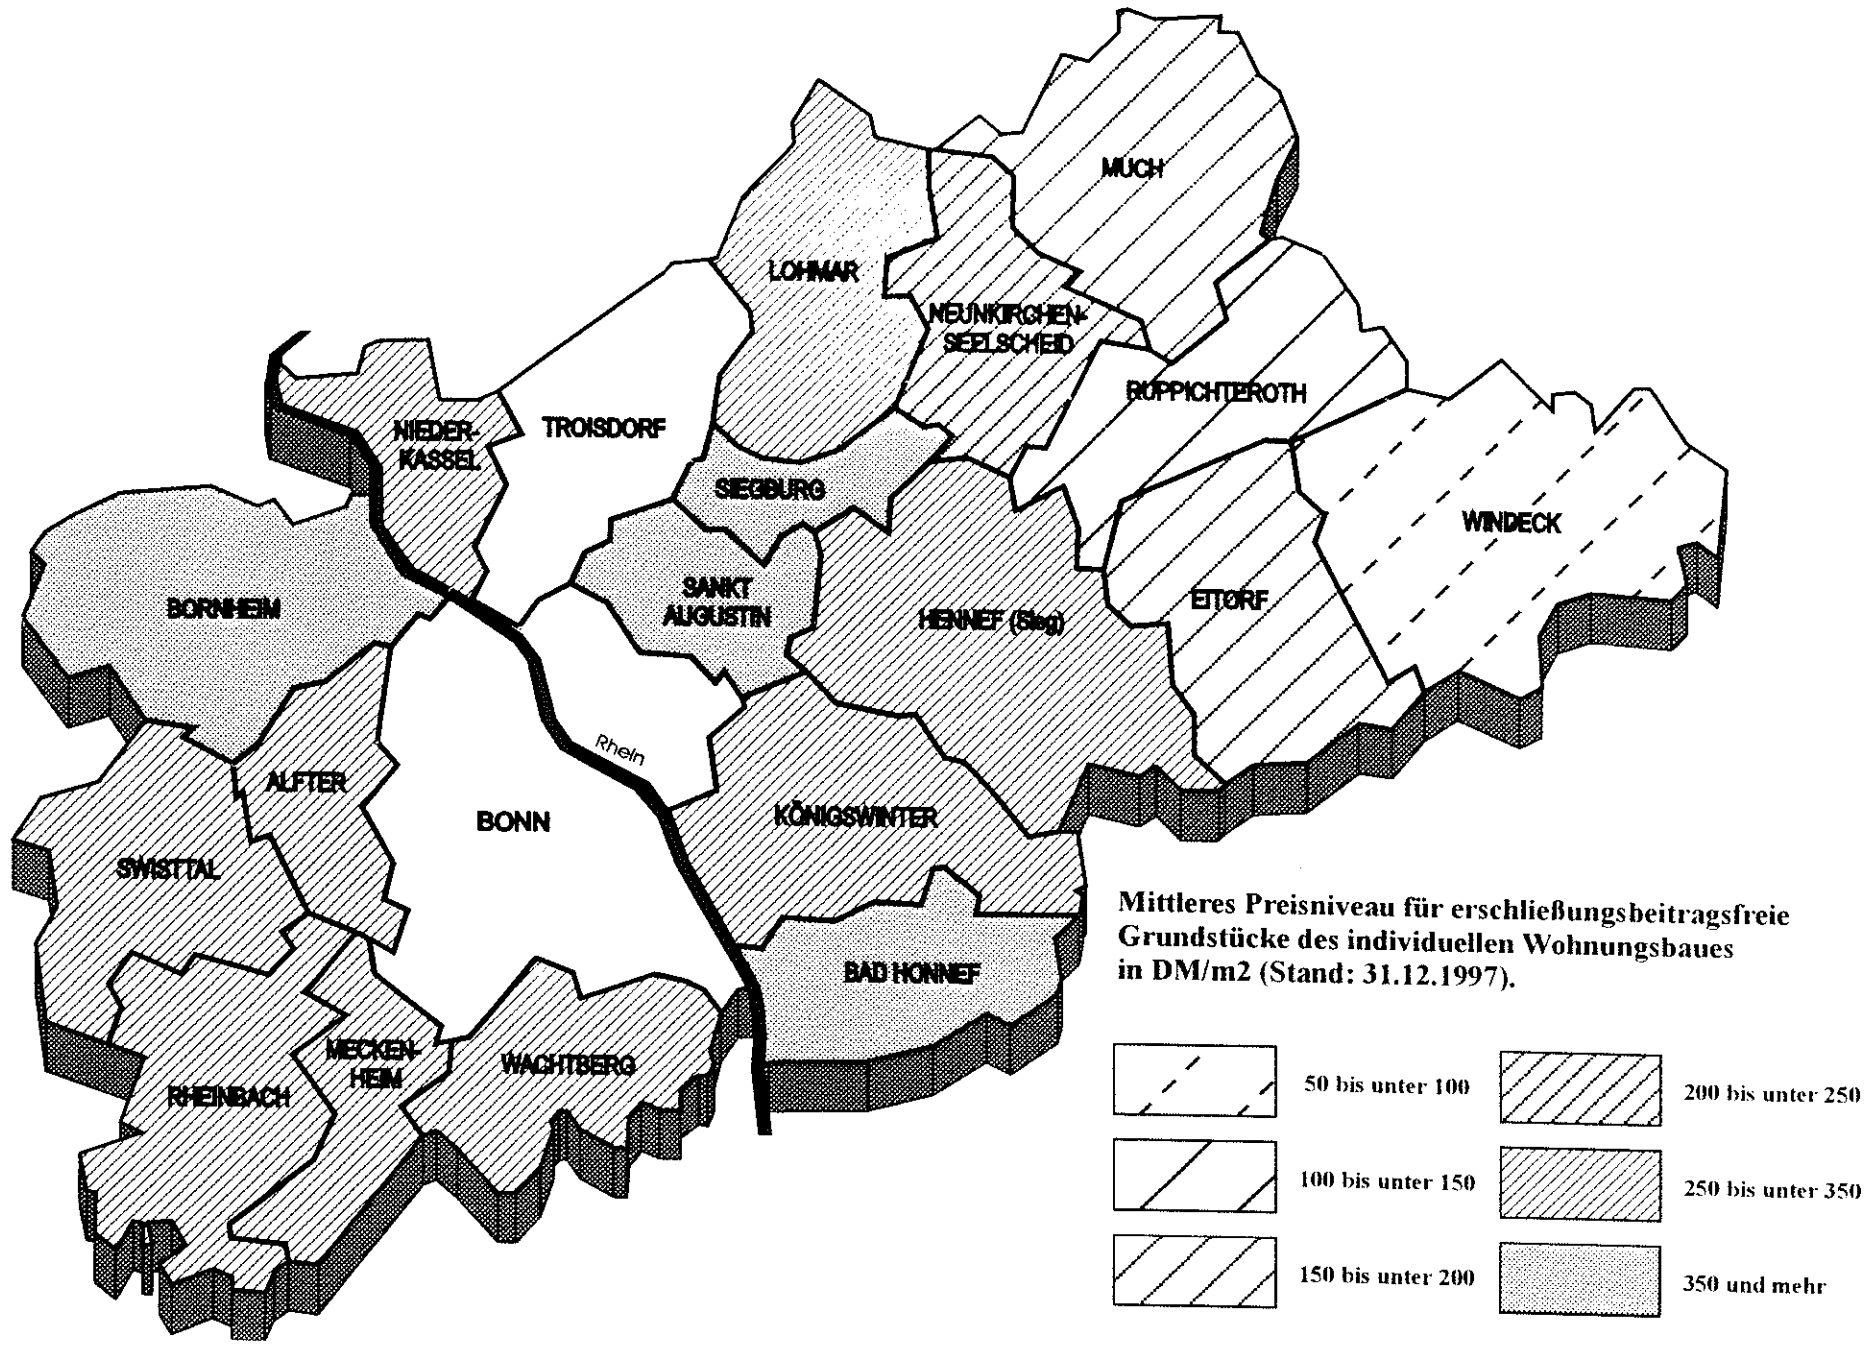 MUCH
LOHMAR
NEUNKIRCHEN-
SEELSCHEID
RUPPICHTEROTH
NIEDER-
KASSEL
TROISDORF
SIEGBURG
WINDECK
SANKT
AUGUSTIN
EITORF
BORNHEIM
HENNEF (Sieg)
Rhein
ALFTER
BONN
KÖNIGSWINTER
SWISTTAL
BAD HONNEF
MECKEN-
HEIM
WACHTBERG
RHEINBACH
Mittleres Preisniveau für erschließungsbeitragsfreie
Grundstücke des individuellen Wohnungsbaues
in DM/m2 (Stand: 31.12.1997).
50 bis unter 100
100 bis unter 150
150 bis unter 200
200 bis unter 250
250 bis unter 350
350 und mehr